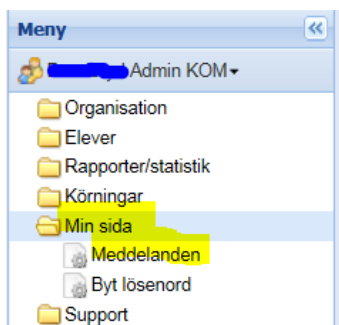 Meny
Admin KOM
Organisation
Elever
Rapporter/statistik
Körningar
Min sida
Meddelanden
Byt lösenord
Support